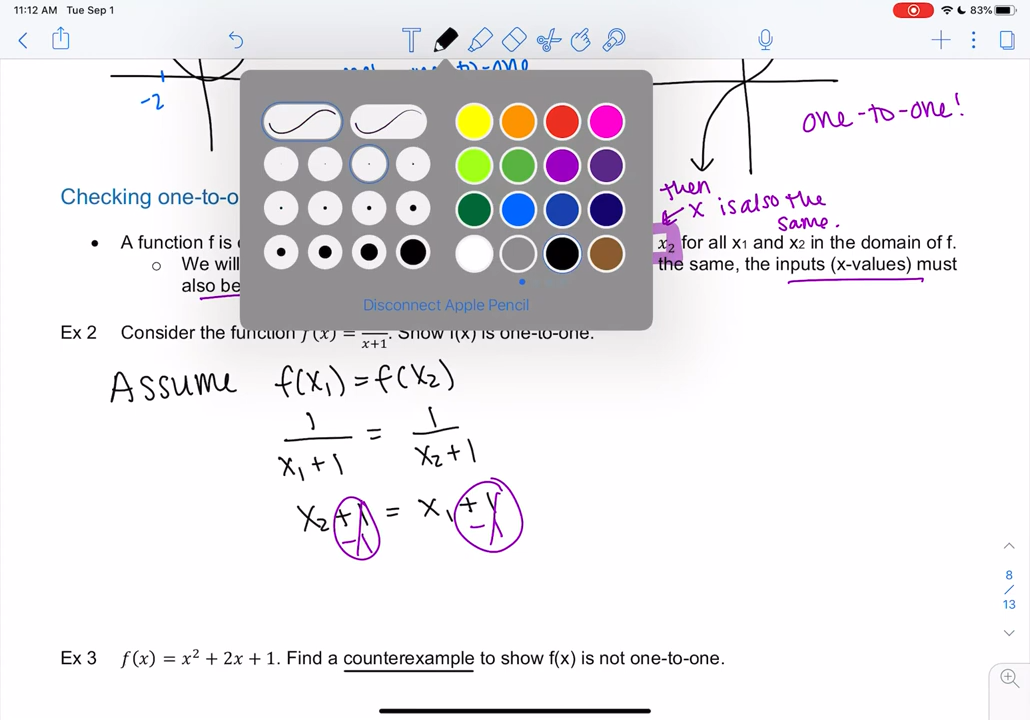 11:12 AM Tue Sep 1
83%
-2
to-one
one-to-one!
then
x is also the
same.
Checking one-to-o
• A function f is x₂ for all x₁ and x₂ in the domain of f.
o We will the same, the inputs (x-values) must
also be
Disconnect Apple Pencil
Ex 2 Consider the function f(x) = /x+1. Show f(x) is one-to-one.
Assume f(x₁) = f(x₂)
1/(x₁+1) = 1/(x₂+1)
x₂ + 1 = x₁ + 1
-1 -1
8
/
13
Ex 3 f(x) = x² + 2x + 1. Find a counterexample to show f(x) is not one-to-one.